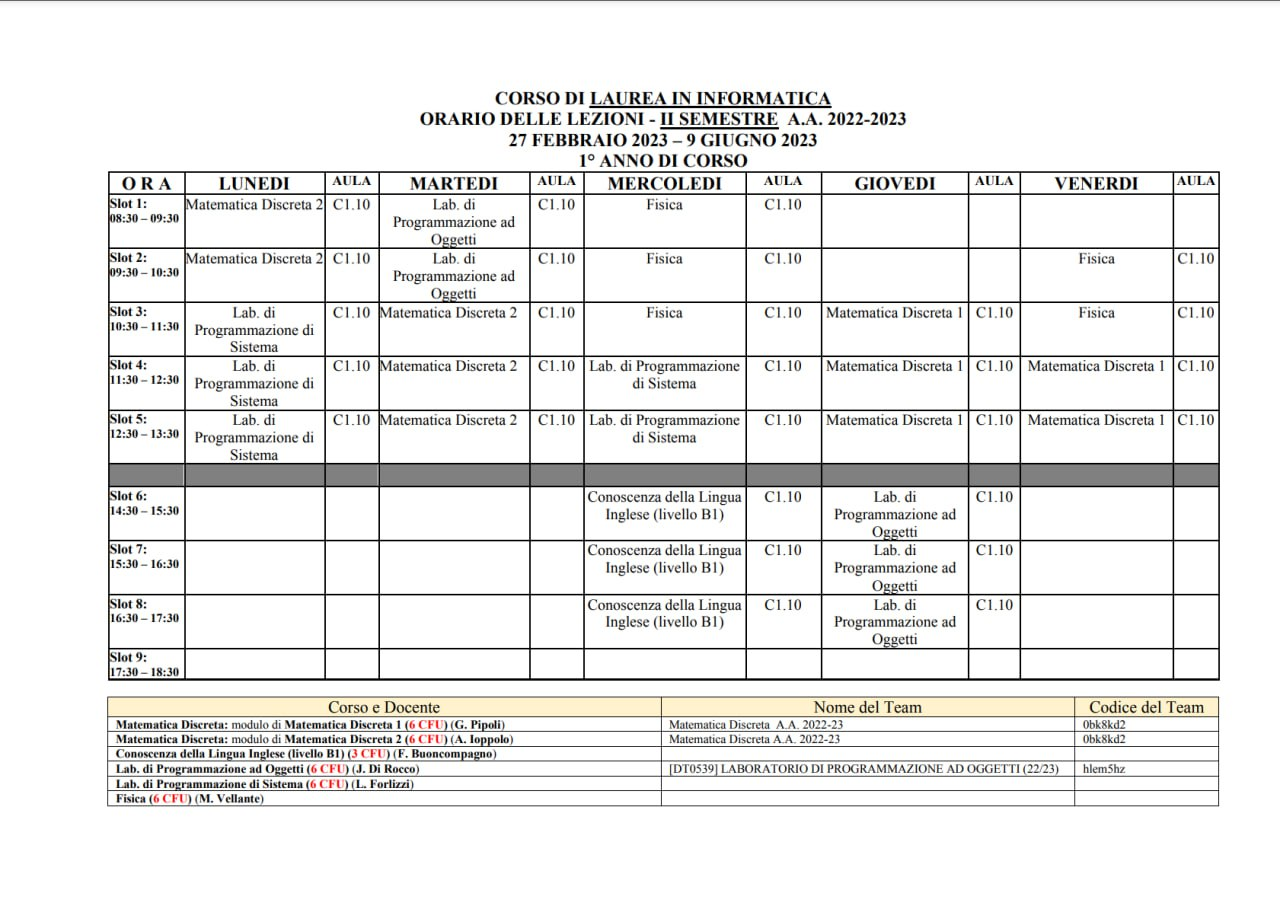 CORSO DI LAUREA IN INFORMATICA
ORARIO DELLE LEZIONI - II SEMESTRE A.A. 2022-2023
27 FEBBRAIO 2023 – 9 GIUGNO 2023
1° ANNO DI CORSO
O R A LUNEDI AULA MARTEDI AULA MERCOLEDI AULA GIOVEDI AULA VENERDI AULA
Slot 1: Matematica Discreta 2 C1.10 Lab. di C1.10 Fisica C1.10
08:30 – 09:30 Programmazione ad
Oggetti
Slot 2: Matematica Discreta 2 C1.10 Lab. di C1.10 Fisica C1.10 Fisica C1.10
09:30 – 10:30 Programmazione ad
Oggetti
Slot 3: Lab. di C1.10 Matematica Discreta 2 C1.10 Fisica C1.10 Matematica Discreta 1 C1.10 Fisica C1.10
10:30 – 11:30 Programmazione di
Sistema
Slot 4: Lab. di C1.10 Matematica Discreta 2 C1.10 Lab. di Programmazione C1.10 Matematica Discreta 1 C1.10 Matematica Discreta 1 C1.10
11:30 – 12:30 Programmazione di di Sistema
Sistema
Slot 5: Lab. di C1.10 Matematica Discreta 2 C1.10 Lab. di Programmazione C1.10 Matematica Discreta 1 C1.10 Matematica Discreta 1 C1.10
12:30 – 13:30 Programmazione di di Sistema
Sistema
Slot 6: Conoscenza della Lingua C1.10 Lab. di C1.10
14:30 – 15:30 Inglese (livello B1) Programmazione ad
Oggetti
Slot 7: Conoscenza della Lingua C1.10 Lab. di C1.10
15:30 – 16:30 Inglese (livello B1) Programmazione ad
Oggetti
Slot 8: Conoscenza della Lingua C1.10 Lab. di C1.10
16:30 – 17:30 Inglese (livello B1) Programmazione ad
Oggetti
Slot 9:
17:30 – 18:30
Corso e Docente Nome del Team Codice del Team
Matematica Discreta: modulo di Matematica Discreta 1 (6 CFU) (G. Pipoli) Matematica Discreta A.A. 2022-23 0bk8kd2
Matematica Discreta: modulo di Matematica Discreta 2 (6 CFU) (A. Ioppolo) Matematica Discreta A.A. 2022-23 0bk8kd2
Conoscenza della Lingua Inglese (livello B1) (3 CFU) (F. Buoncompagno)
Lab. di Programmazione ad Oggetti (6 CFU) (J. Di Rocco) [DT0539] LABORATORIO DI PROGRAMMAZIONE AD OGGETTI (22/23) hlem5hz
Lab. di Programmazione di Sistema (6 CFU) (L. Forlizzi)
Fisica (6 CFU) (M. Vellante)